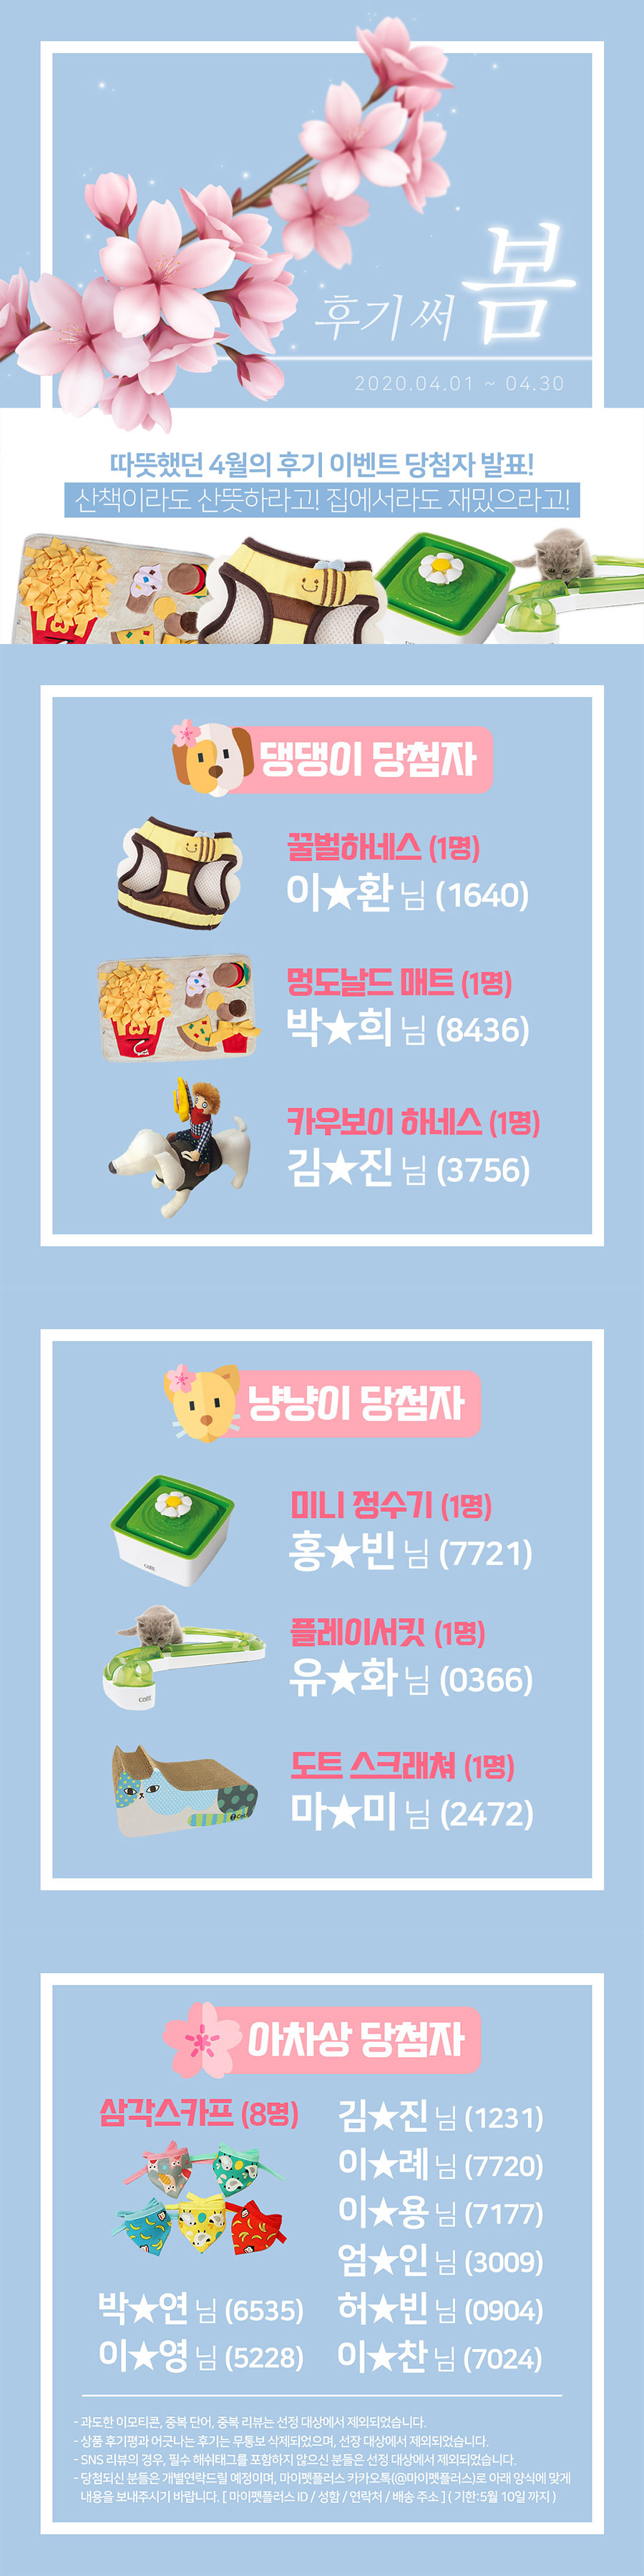 후기 써 봄
2020.04.01 ~ 04.30
따뜻했던 4월의 후기 이벤트 당첨자 발표!
산책이라도 산뜻하라고! 집에서라도 재밌으라고!
댕댕이 당첨자
꿀벌하네스 (1명)
이★환 님 (1640)
멍도날드 매트 (1명)
박★희 님 (8436)
카우보이 하네스 (1명)
김★진 님 (3756)
냥냥이 당첨자
미니 정수기 (1명)
홍★빈 님 (7721)
catit
플레이서킷 (1명)
유★화 님 (0366)
catit
도트 스크래쳐 (1명)
마★미 님 (2472)
아차상 당첨자
삼각스카프 (8명)
김★진 님 (1231)
이★례 님 (7720)
이★용 님 (7177)
엄★인 님 (3009)
박★연 님 (6535) 허★빈 님 (0904)
이★영 님 (5228) 이★찬 님 (7024)
- 과도한 이모티콘, 중복 단어, 중복 리뷰는 선정 대상에서 제외되었습니다.
- 상품 후기평과 어긋나는 후기는 무통보 삭제되었으며, 선장 대상에서 제외되었습니다.
- SNS 리뷰의 경우, 필수 해쉬태그를 포함하지 않으신 분들은 선정 대상에서 제외되었습니다.
- 당첨되신 분들은 개별연락드릴 예정이며, 마이펫플러스 카카오톡(@마이펫플러스)로 아래 양식에 맞게
내용을 보내주시기 바랍니다. [ 마이펫플러스 ID / 성함 / 연락처 / 배송 주소 ] ( 기한:5월 10일 까지 )